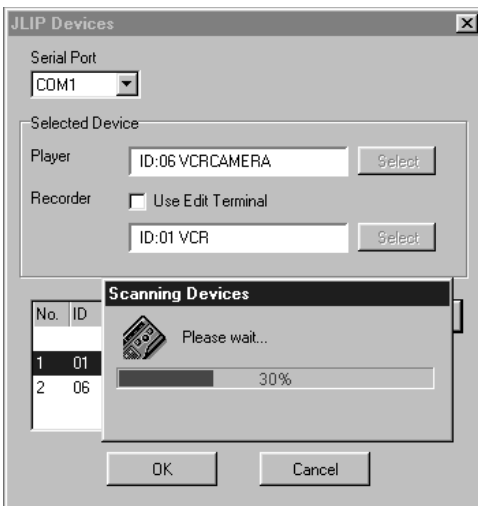 JLIP Devices
Serial Port
COM1
Selected Device
Player
ID:06 VCRCAMERA
Select
Recorder
Use Edit Terminal
ID:01 VCR
Select
Scanning Devices
Please wait...
30%
No. ID
1 01
2 06
OK
Cancel